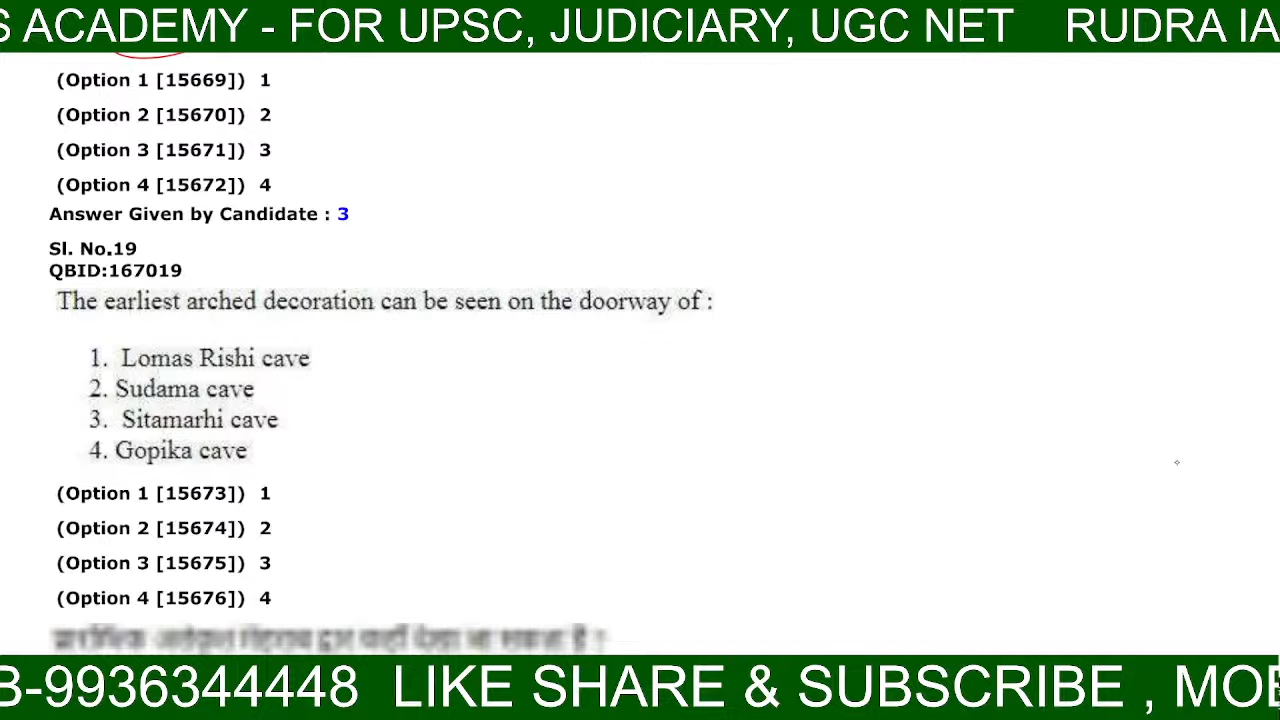 S ACADEMY - FOR UPSC, JUDICIARY, UGC NET RUDRA IA
(Option 1 [15669]) 1
(Option 2 [15670]) 2
(Option 3 [15671]) 3
(Option 4 [15672]) 4
Answer Given by Candidate : 3
Sl. No.19
QBID:167019
The earliest arched decoration can be seen on the doorway of :
1. Lomas Rishi cave
2. Sudama cave
3. Sitamarhi cave
4. Gopika cave
(Option 1 [15673]) 1
(Option 2 [15674]) 2
(Option 3 [15675]) 3
(Option 4 [15676]) 4
B-9936344448 LIKE SHARE & SUBSCRIBE , MOB